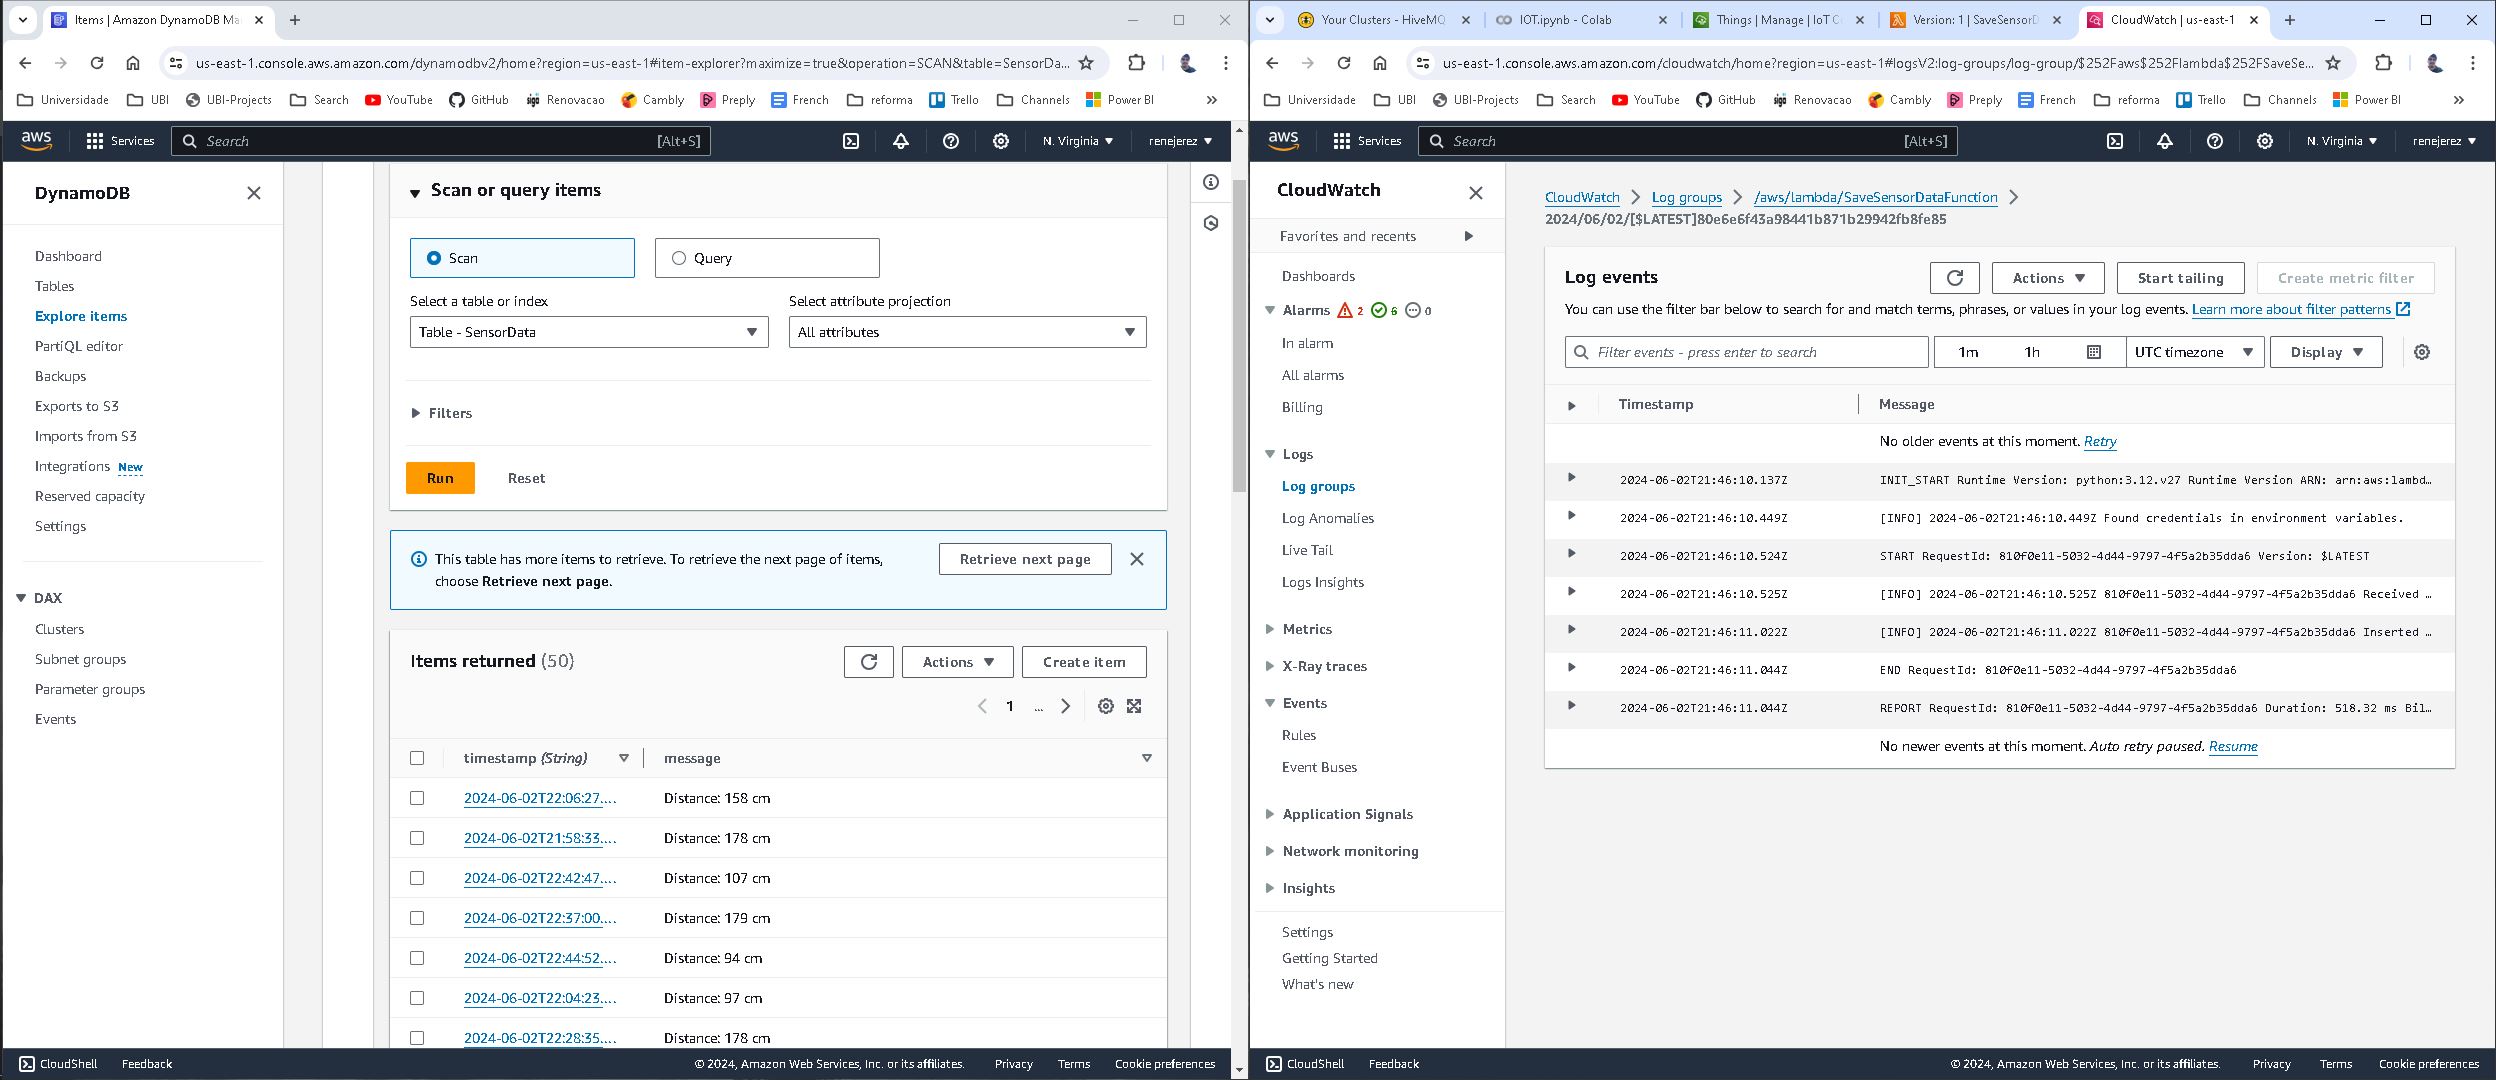 Items | Amazon DynamoDB Ma
us-east-1.console.aws.amazon.com/dynamodbv2/home?region=us-east-1#item-explorer?maximize=true&operation=SCAN&table=SensorDa...
Universidade UBI UBI-Projects Search YouTube GitHub Renovacao Cambly Preply French reforma Trello Channels Power BI »
aws Services Search [Alt+S] N. Virginia renejerez
DynamoDB
Dashboard
Tables
Explore items
PartiQL editor
Backups
Exports to S3
Imports from S3
Integrations New
Reserved capacity
Settings
DAX
Clusters
Subnet groups
Parameter groups
Events
Scan or query items
Scan Query
Select a table or index Select attribute projection
Table - SensorData All attributes
Filters
Run Reset
This table has more items to retrieve. To retrieve the next page of items,
choose Retrieve next page.
Retrieve next page
Items returned (50)
Actions Create item
1 ...
timestamp (String) message
2024-06-02T22:06:27.... Distance: 158 cm
2024-06-02T21:58:33.... Distance: 178 cm
2024-06-02T22:42:47.... Distance: 107 cm
2024-06-02T22:37:00.... Distance: 179 cm
2024-06-02T22:44:52.... Distance: 94 cm
2024-06-02T22:04:23.... Distance: 97 cm
2024-06-02T22:28:35.... Distance: 178 cm
CloudShell Feedback © 2024, Amazon Web Services, Inc. or its affiliates. Privacy Terms Cookie preferences
Your Clusters - HiveMQ IOT.ipynb - Colab Things | Manage | IoT C Version: 1 | SaveSensorD CloudWatch | us-east-1
us-east-1.console.aws.amazon.com/cloudwatch/home?region=us-east-1#logsV2:log-groups/log-group/$252Faws$252Flambda$252FSaveSe...
Universidade UBI UBI-Projects Search YouTube GitHub Renovacao Cambly Preply French reforma Trello Channels Power BI »
aws Services Search [Alt+S] N. Virginia renejerez
CloudWatch
Favorites and recents
Dashboards
Alarms 2 6 0
In alarm
All alarms
Billing
Logs
Log groups
Log Anomalies
Live Tail
Logs Insights
Metrics
X-Ray traces
Events
Rules
Event Buses
Application Signals
Network monitoring
Insights
Settings
Getting Started
What's new
CloudWatch Log groups /aws/lambda/SaveSensorDataFunction
2024/06/02/[$LATEST]80e6e6f43a98441b871b29942fb8fe85
Log events
Actions Start tailing Create metric filter
You can use the filter bar below to search for and match terms, phrases, or values in your log events. Learn more about filter patterns
Filter events - press enter to search 1m 1h UTC timezone Display
Timestamp Message
No older events at this moment. Retry
2024-06-02T21:46:10.137Z INIT_START Runtime Version: python:3.12.v27 Runtime Version ARN: arn:aws:lambd...
2024-06-02T21:46:10.449Z [INFO] 2024-06-02T21:46:10.449Z Found credentials in environment variables.
2024-06-02T21:46:10.524Z START RequestId: 810f0e11-5032-4d44-9797-4f5a2b35dda6 Version: $LATEST
2024-06-02T21:46:10.525Z [INFO] 2024-06-02T21:46:10.525Z 810f0e11-5032-4d44-9797-4f5a2b35dda6 Received ...
2024-06-02T21:46:11.022Z [INFO] 2024-06-02T21:46:11.022Z 810f0e11-5032-4d44-9797-4f5a2b35dda6 Inserted ...
2024-06-02T21:46:11.044Z END RequestId: 810f0e11-5032-4d44-9797-4f5a2b35dda6
2024-06-02T21:46:11.044Z REPORT RequestId: 810f0e11-5032-4d44-9797-4f5a2b35dda6 Duration: 518.32 ms Bil...
No newer events at this moment. Auto retry paused. Resume
CloudShell Feedback © 2024, Amazon Web Services, Inc. or its affiliates. Privacy Terms Cookie preferences